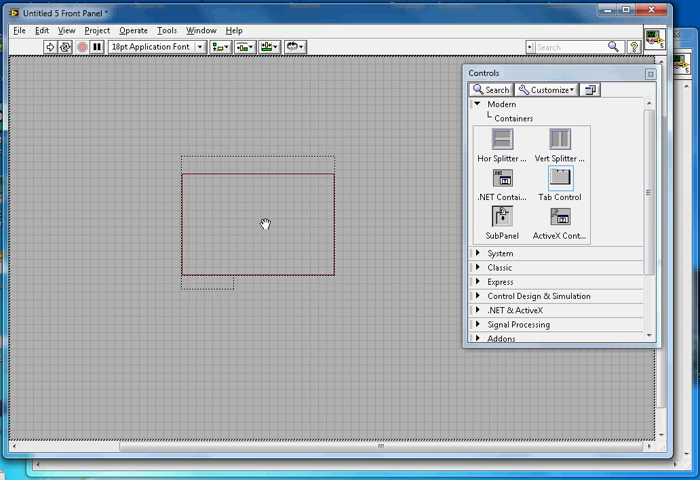 Untitled 5 Front Panel *
File Edit View Project Operate Tools Window Help
18pt Application Font
Search
?
5
5
Controls
Search Customize
Modern
Containers
Hor Splitter ... Vert Splitter ...
.NET Contai... Tab Control
SubPanel ActiveX Cont...
System
Classic
Express
Control Design & Simulation
.NET & ActiveX
Signal Processing
Addons